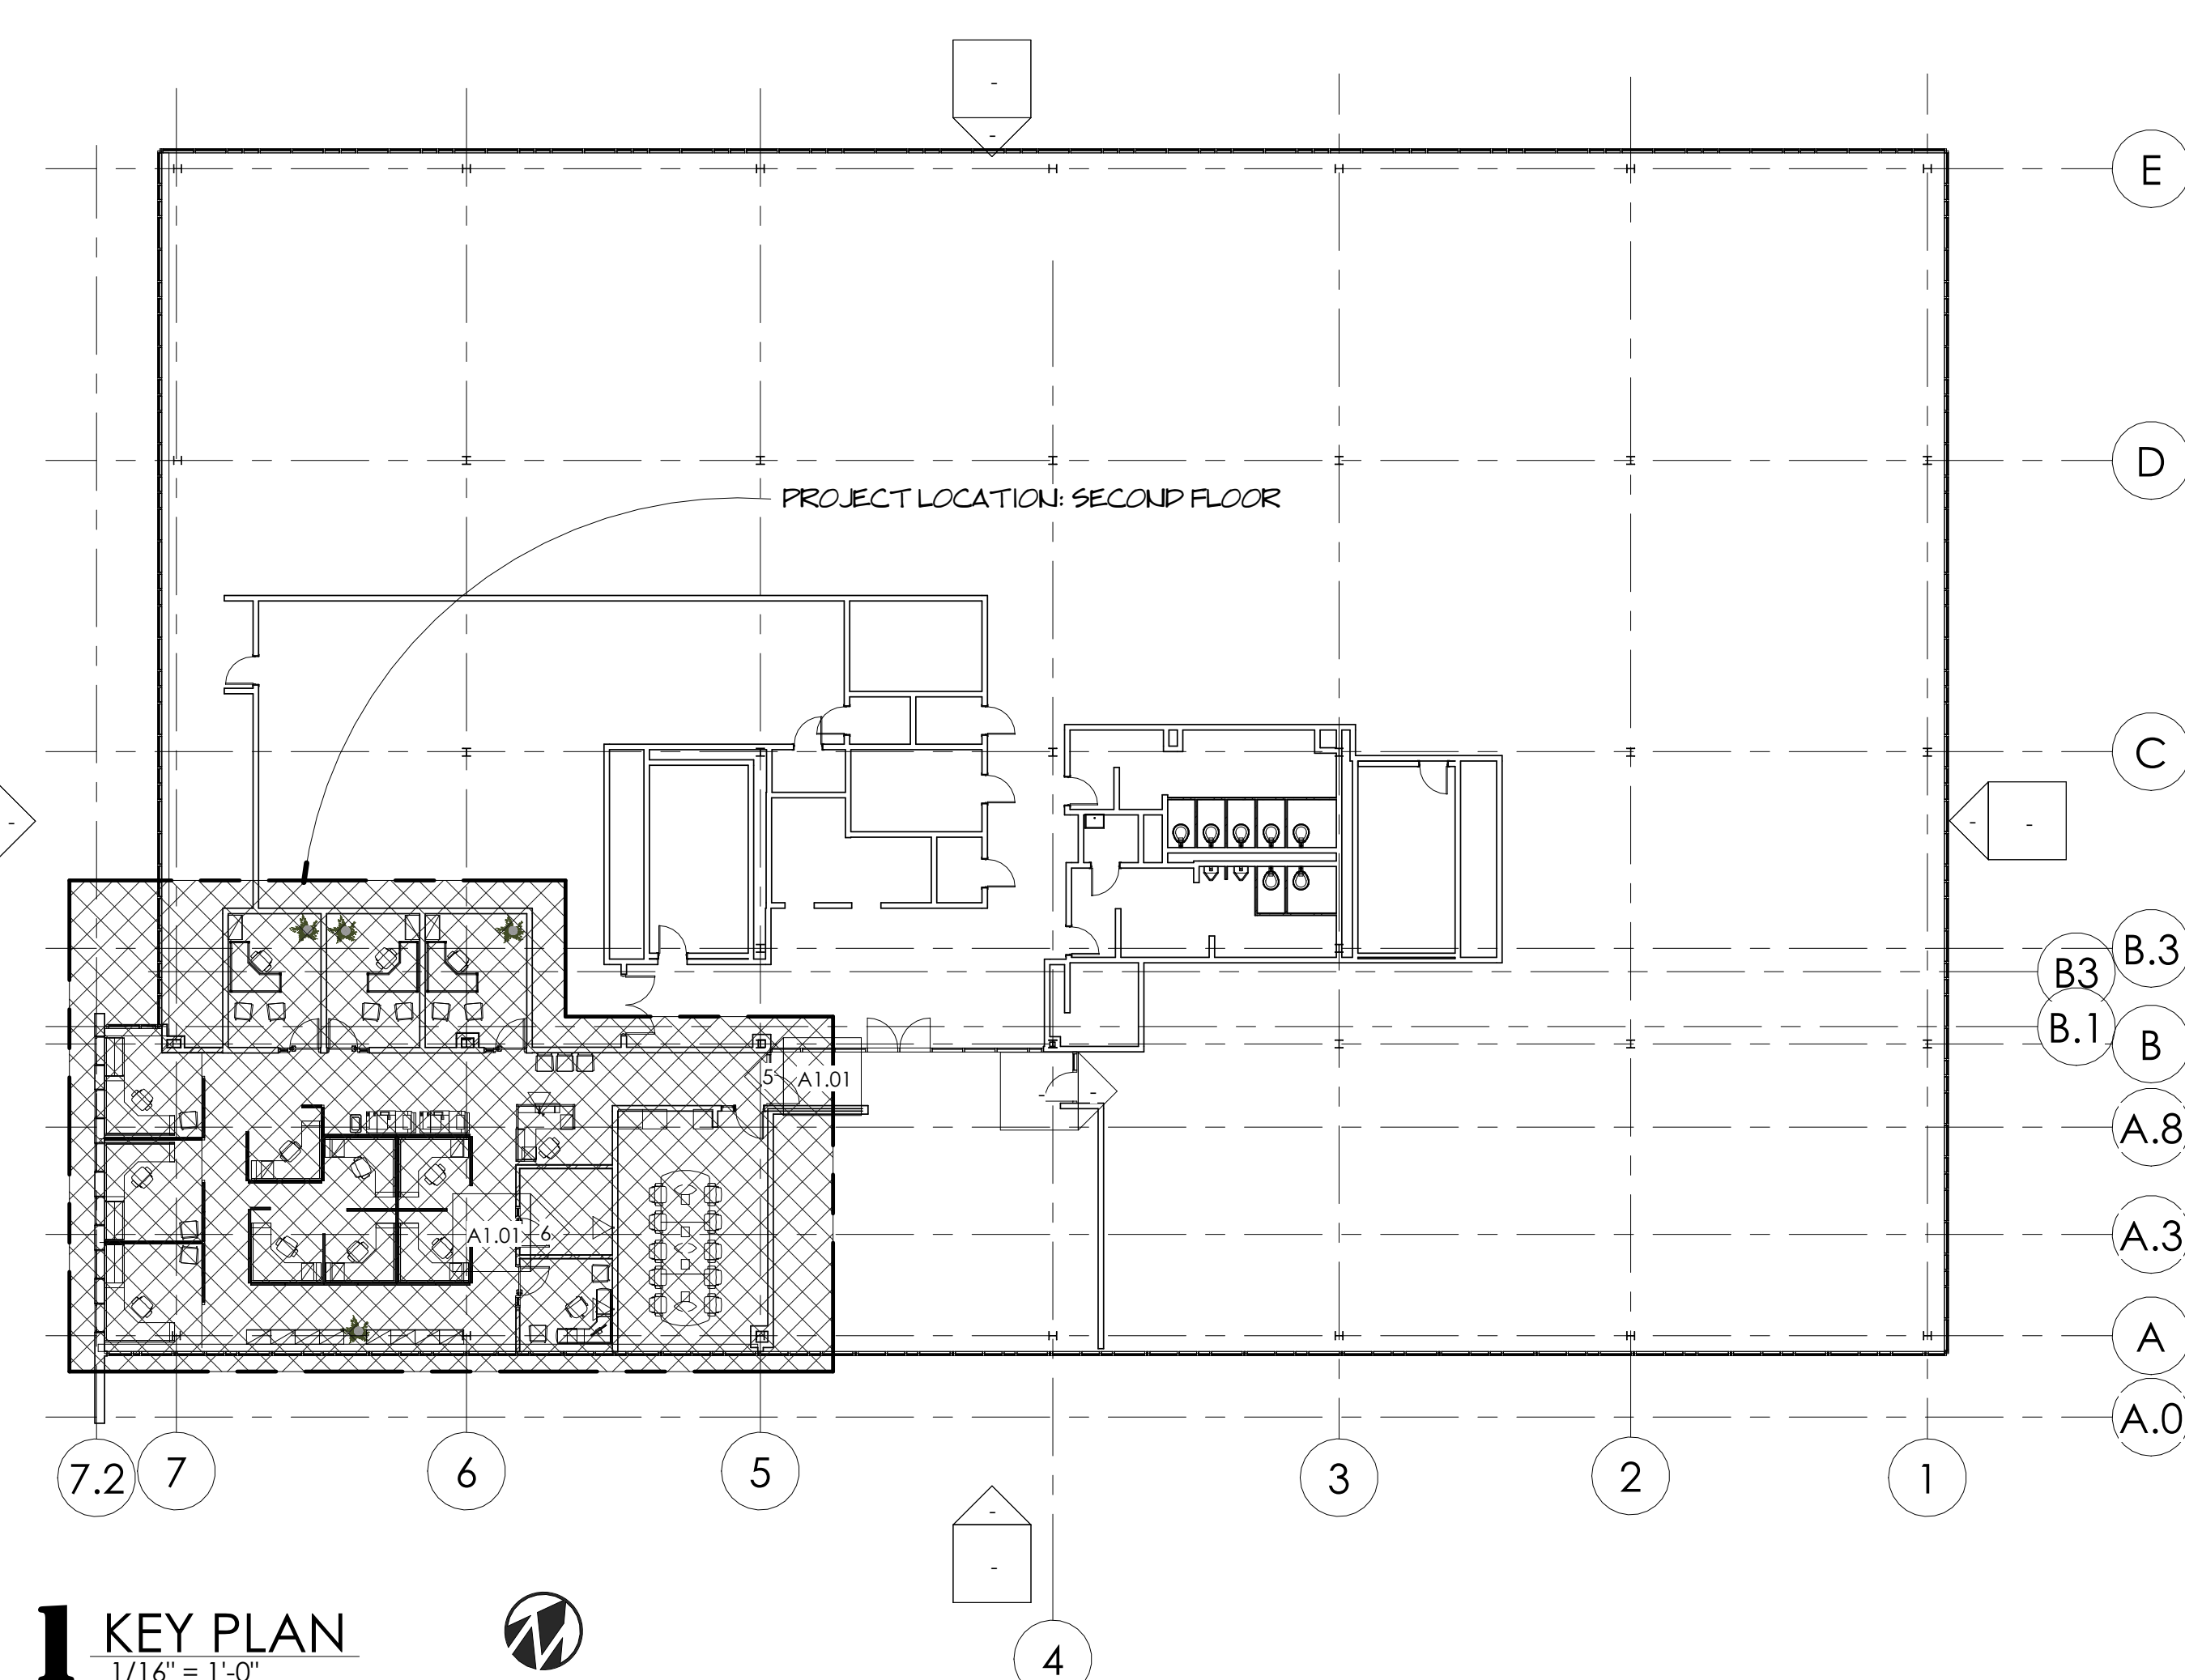 -
-
E
D
PROJECT LOCATION: SECOND FLOOR
C
-
-
-
B.3
B3
B.1
B
5
A1.01
-
-
A.8
A1.01
6
A.3
A
A.0
7.2
7
6
5
3
2
1
-
-
4
1
KEY PLAN
1/16" = 1'-0"